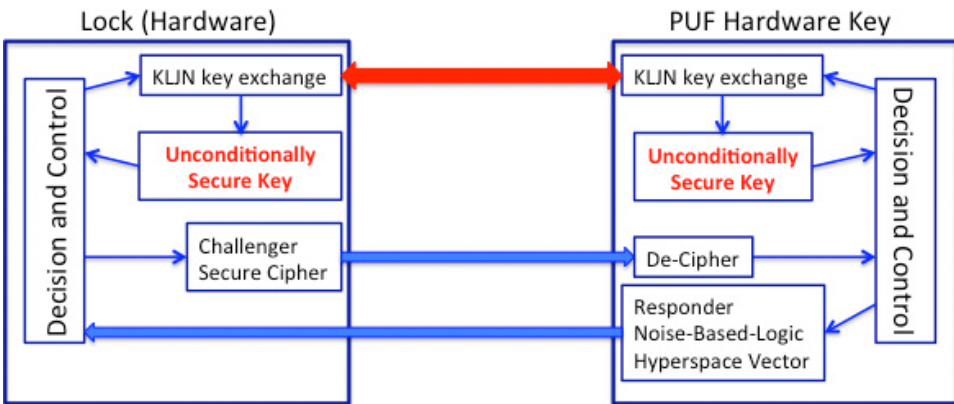 Lock (Hardware)
PUF Hardware Key
Decision and Control
KLJN key exchange
Unconditionally
Secure Key
Challenger
Secure Cipher
KLJN key exchange
Unconditionally
Secure Key
De-Cipher
Responder
Noise-Based-Logic
Hyperspace Vector
Decision and Control